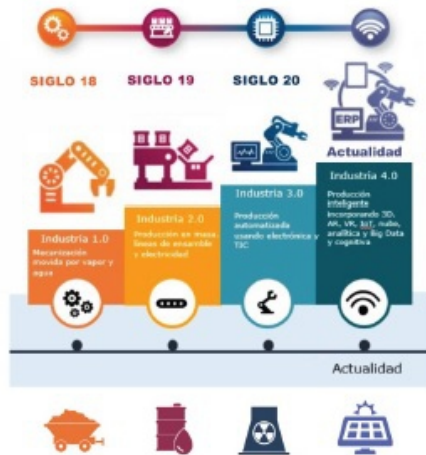 SIGLO 18
SIGLO 19
SIGLO 20
ERP
Actualidad
Industria 1.0
Mecanización
movida por vapor y
agua
Industria 2.0
Producción en masa,
líneas de ensamble
y electricidad
Industria 3.0
Producción
automatizada
usando electrónica y
TIC
Industria 4.0
Producción
inteligente
incorporando 3D,
AR, VR, IoT, nube,
analítica y Big Data
y cognitiva
Actualidad